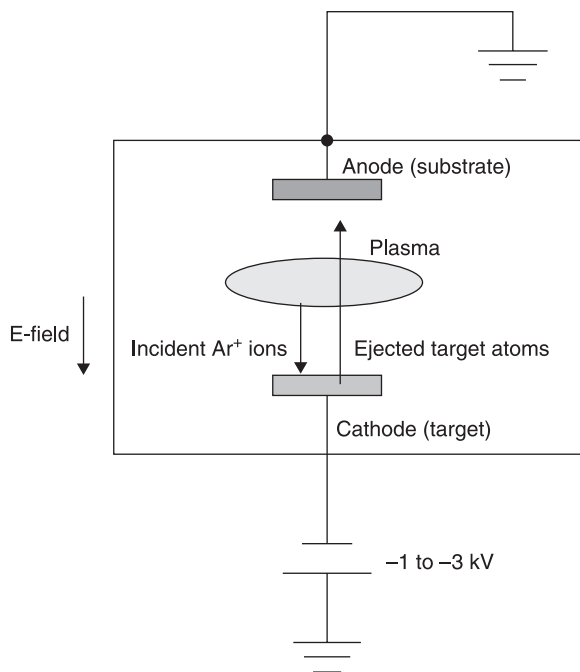 Anode (substrate)
Plasma
E-field
Incident Ar⁺ ions
Ejected target atoms
Cathode (target)
–1 to –3 kV